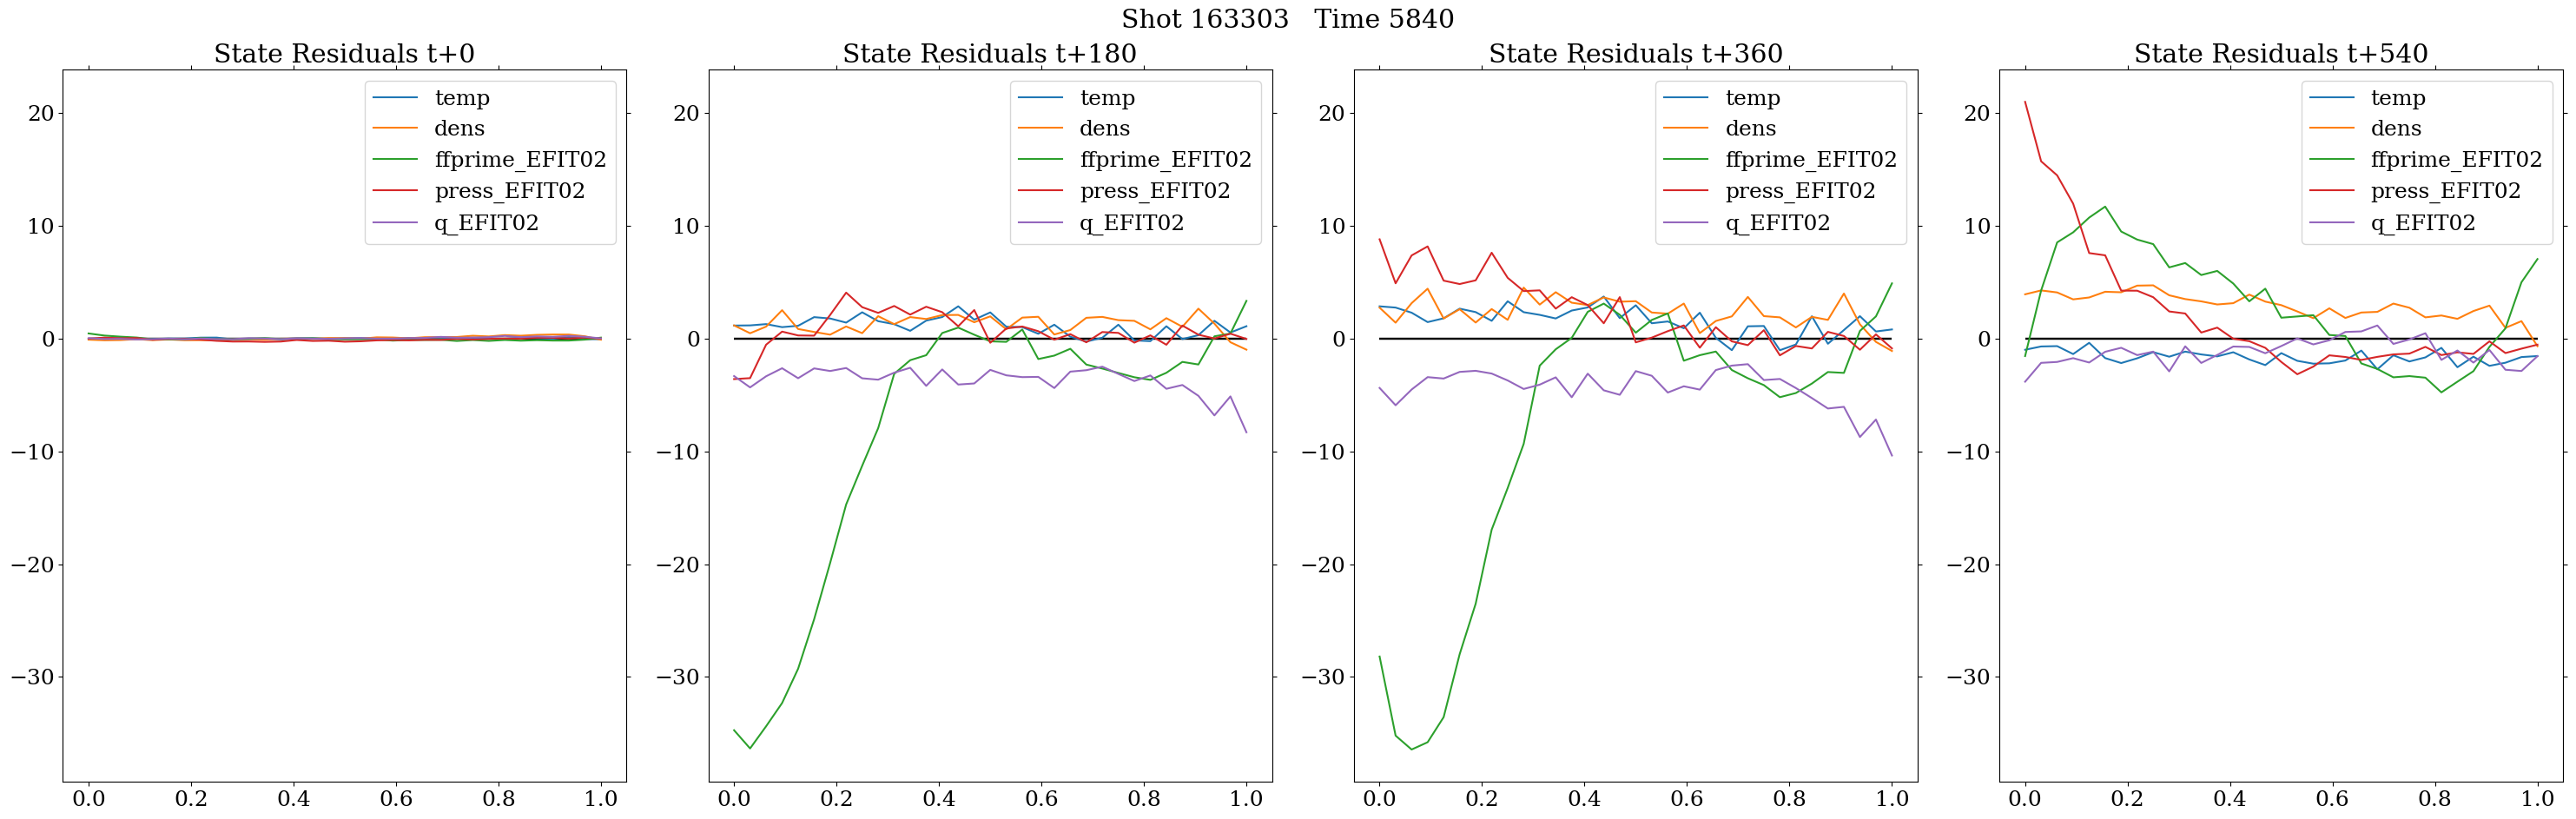 Shot 163303   Time 5840
State Residuals t+0
20
10
0
−10
−20
−30
0.0 0.2 0.4 0.6 0.8 1.0
temp
dens
ffprime_EFIT02
press_EFIT02
q_EFIT02
State Residuals t+180
20
10
0
−10
−20
−30
0.0 0.2 0.4 0.6 0.8 1.0
temp
dens
ffprime_EFIT02
press_EFIT02
q_EFIT02
State Residuals t+360
20
10
0
−10
−20
−30
0.0 0.2 0.4 0.6 0.8 1.0
temp
dens
ffprime_EFIT02
press_EFIT02
q_EFIT02
State Residuals t+540
20
10
0
−10
−20
−30
0.0 0.2 0.4 0.6 0.8 1.0
temp
dens
ffprime_EFIT02
press_EFIT02
q_EFIT02